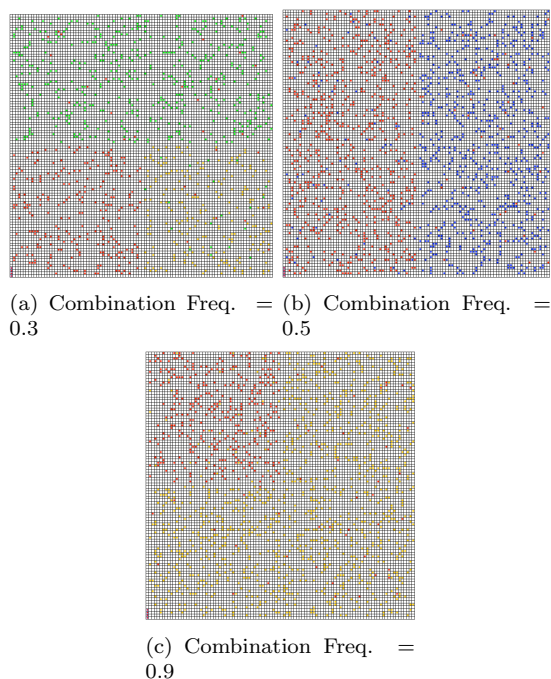 (a) Combination Freq. =
0.3
(b) Combination Freq. =
0.5
(c) Combination Freq. =
0.9